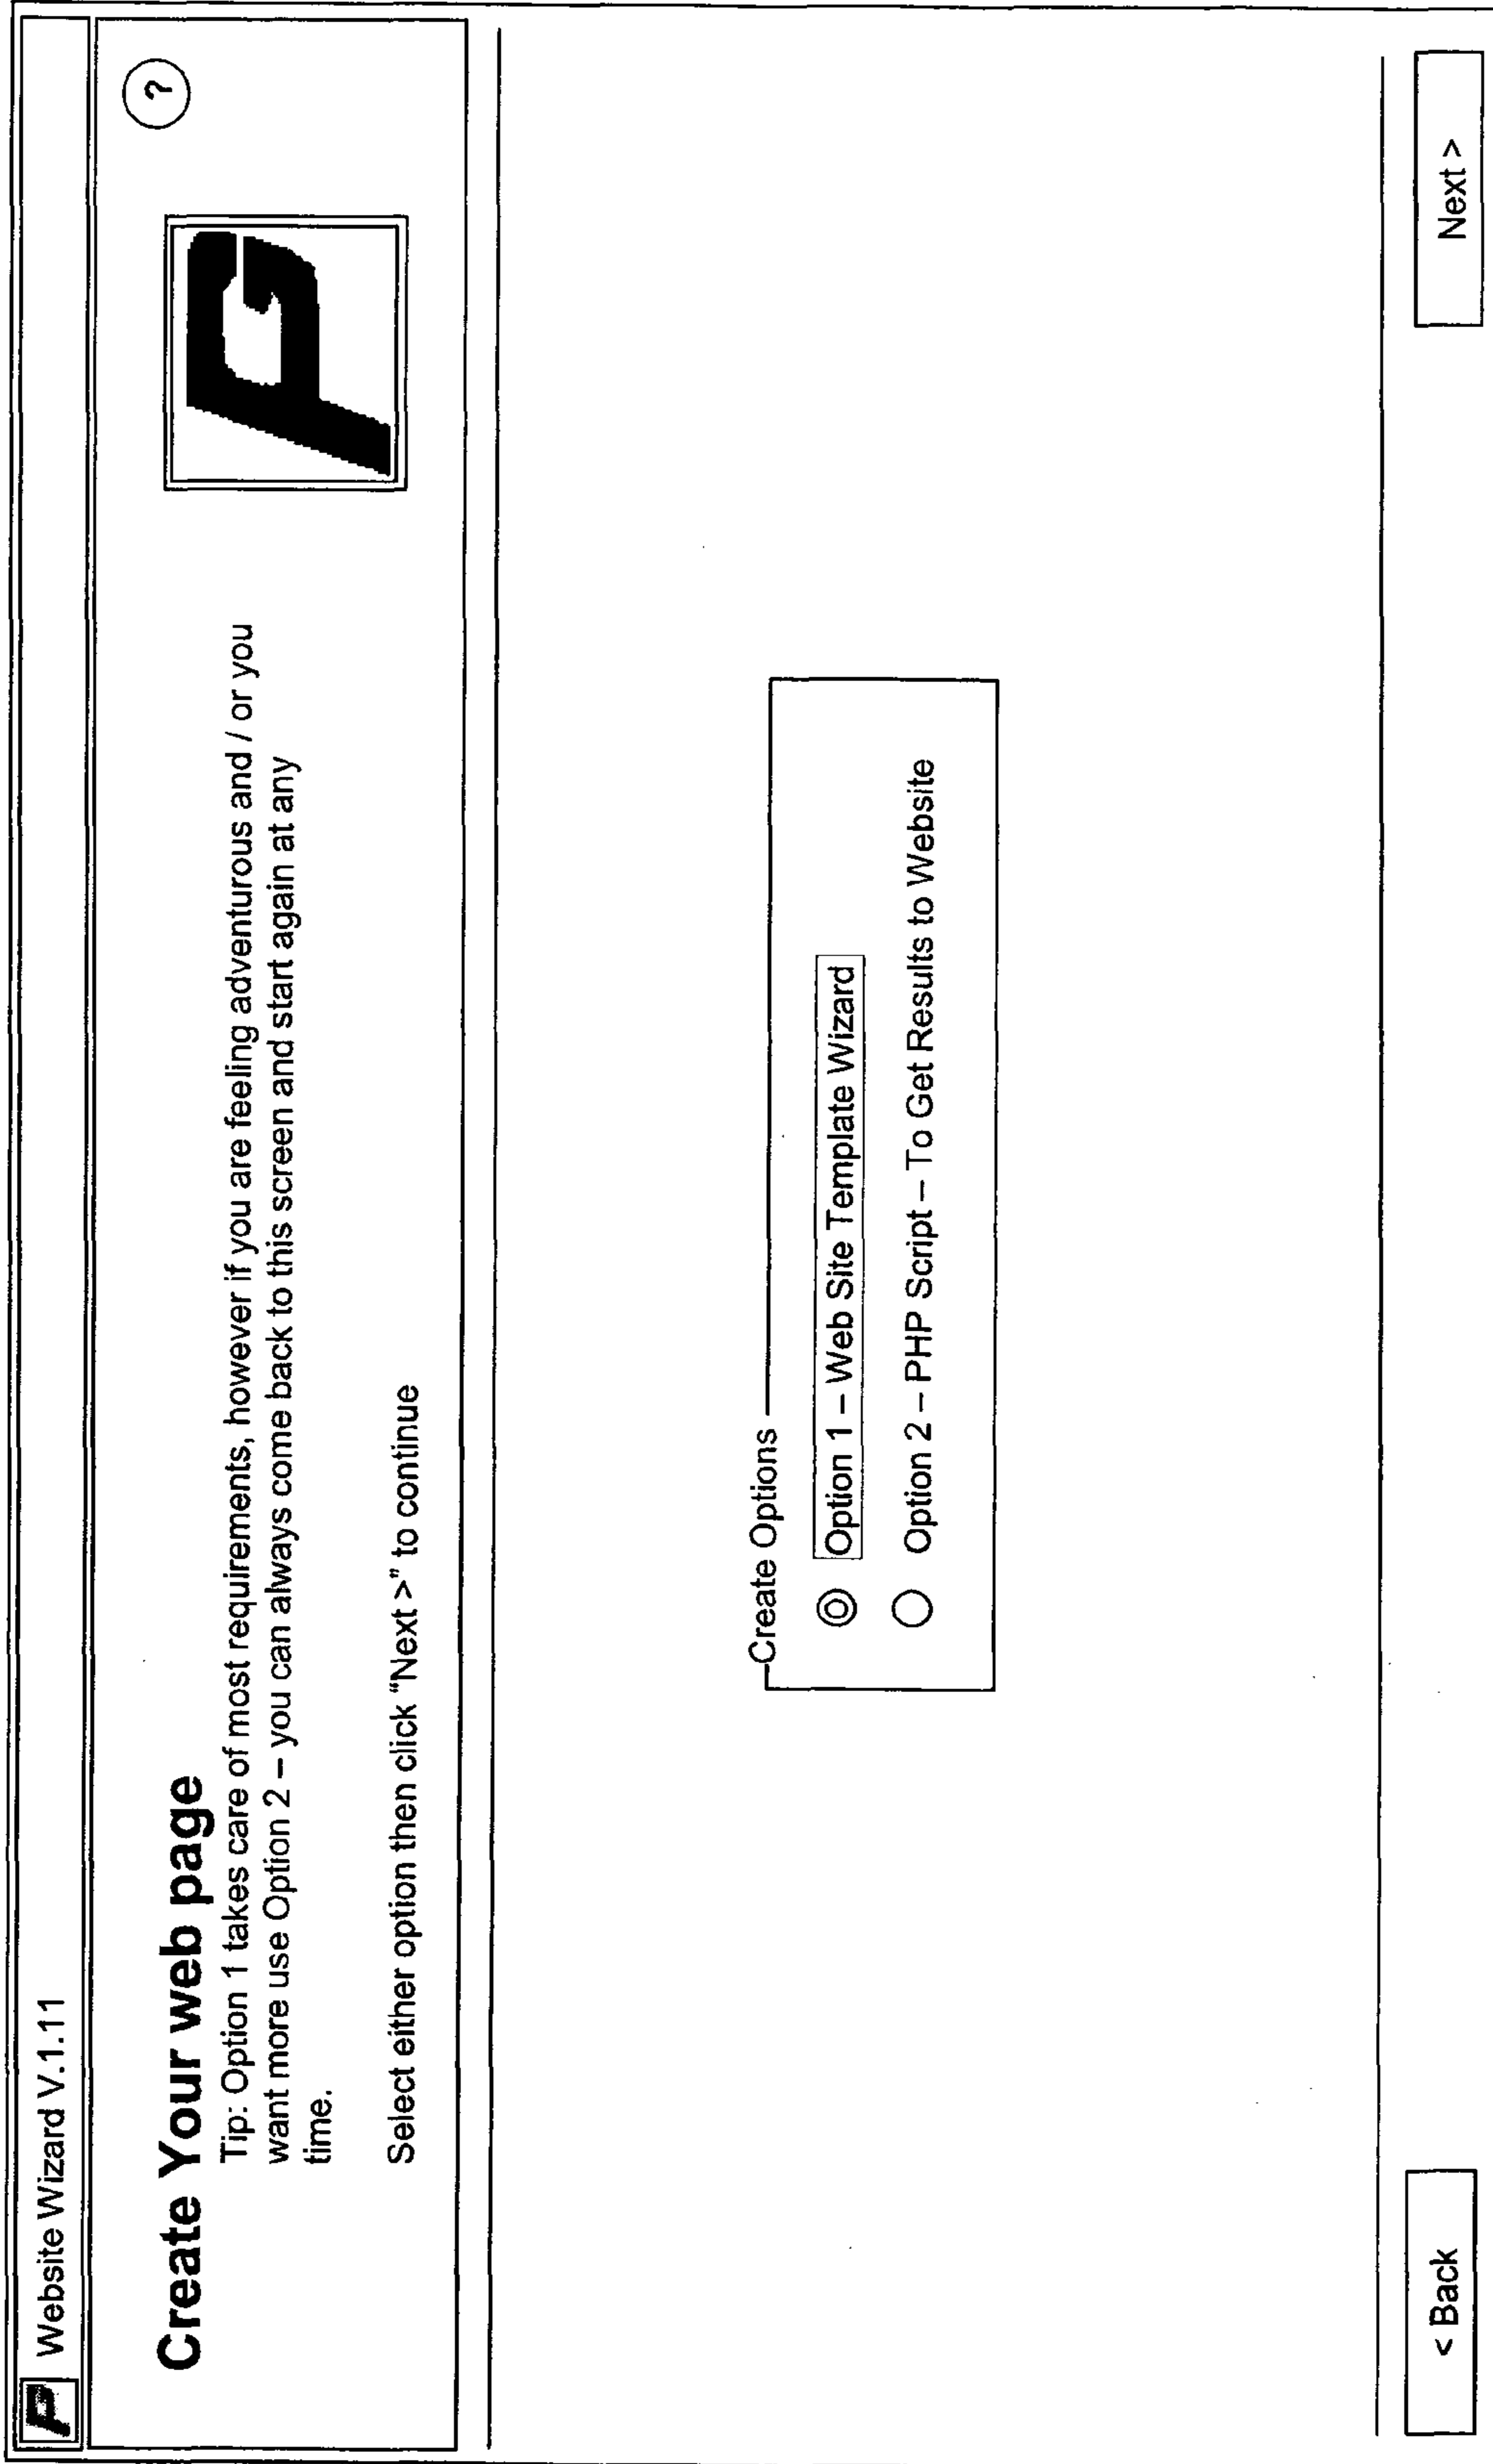 Website Wizard V.1.11
?
Create Your web page
Tip: Option 1 takes care of most requirements, however if you are feeling adventurous and / or you
want more use Option 2 – you can always come back to this screen and start again at any
time.
Select either option then click “Next >” to continue
Create Options
Option 1 – Web Site Template Wizard
Option 2 – PHP Script – To Get Results to Website
< Back
Next >